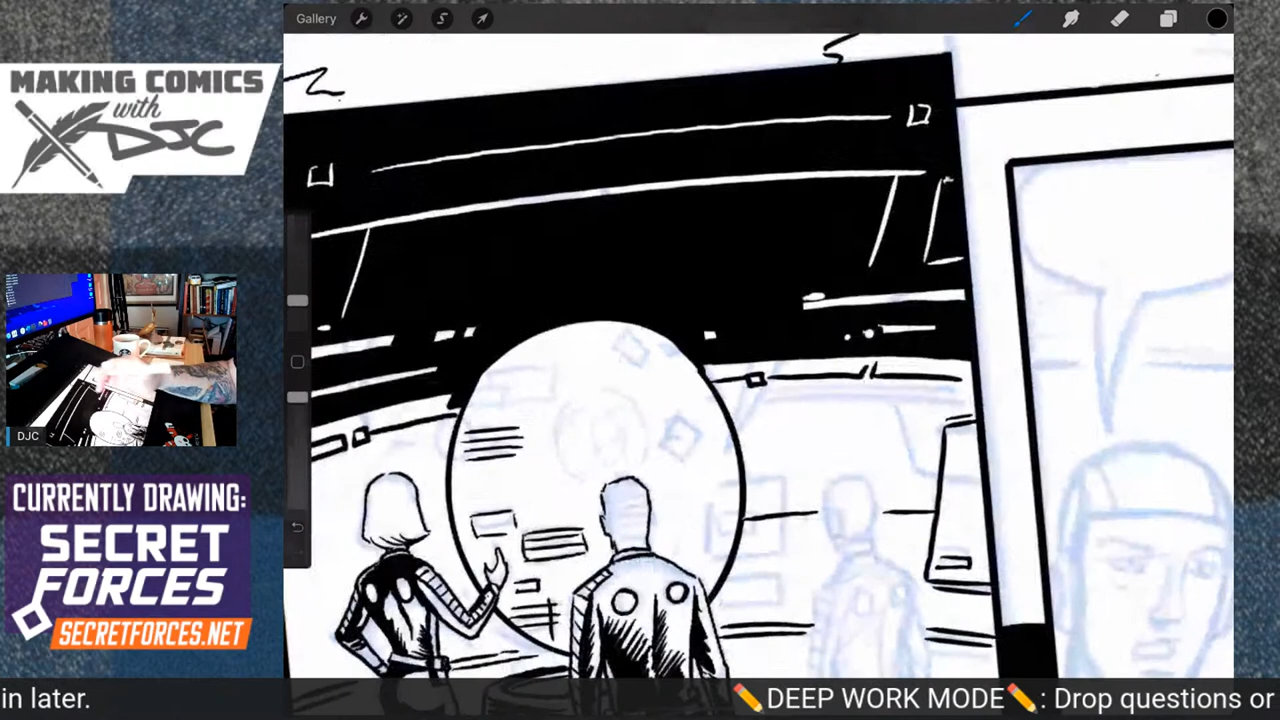 Gallery
MAKING COMICS
with
DJC
DJC
CURRENTLY DRAWING:
SECRET
FORCES
SECRETFORCES.NET
in later.
✏️DEEP WORK MODE✏️: Drop questions or